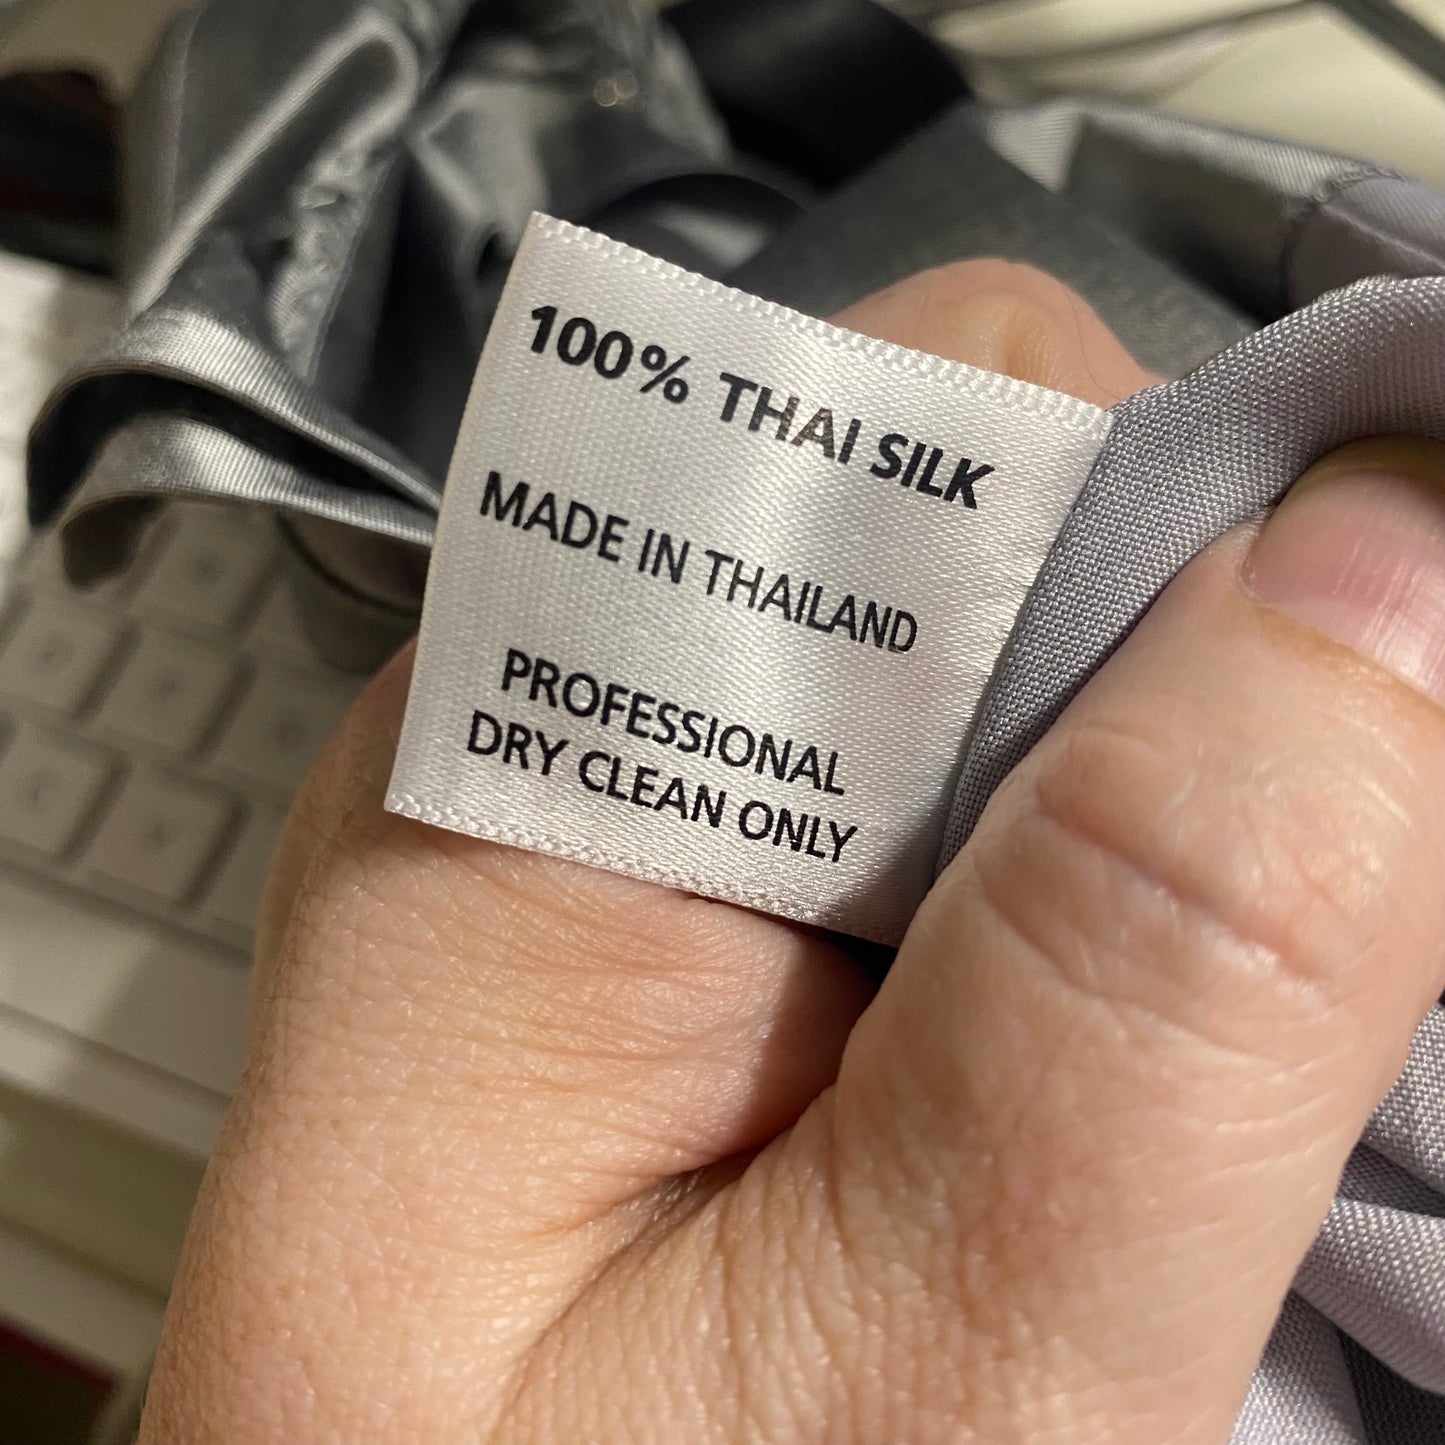 100% THAI SILK
MADE IN THAILAND
PROFESSIONAL
DRY CLEAN ONLY